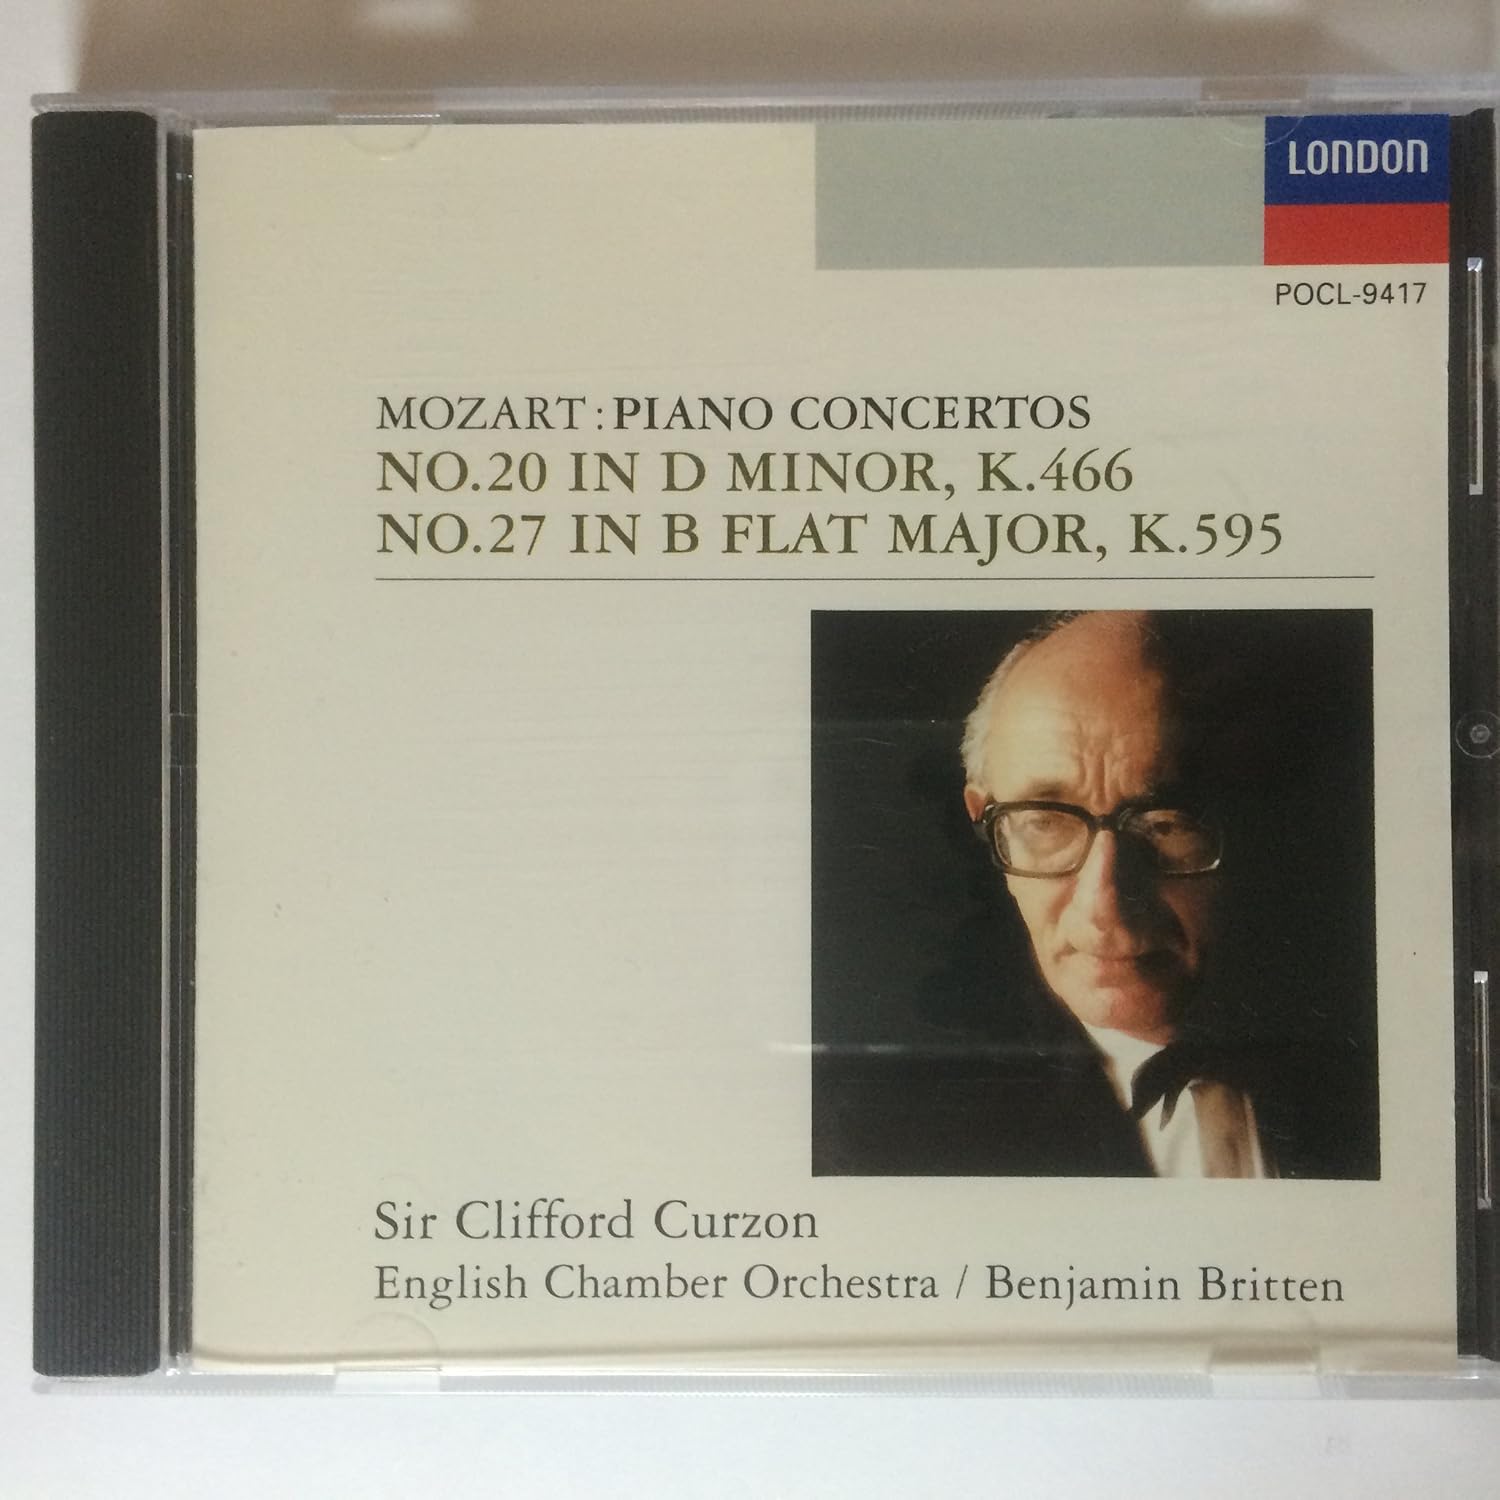 LONDON
POCL-9417
MOZART : PIANO CONCERTOS
NO.20 IN D MINOR, K.466
NO.27 IN B FLAT MAJOR, K.595
Sir Clifford Curzon
English Chamber Orchestra / Benjamin Britten